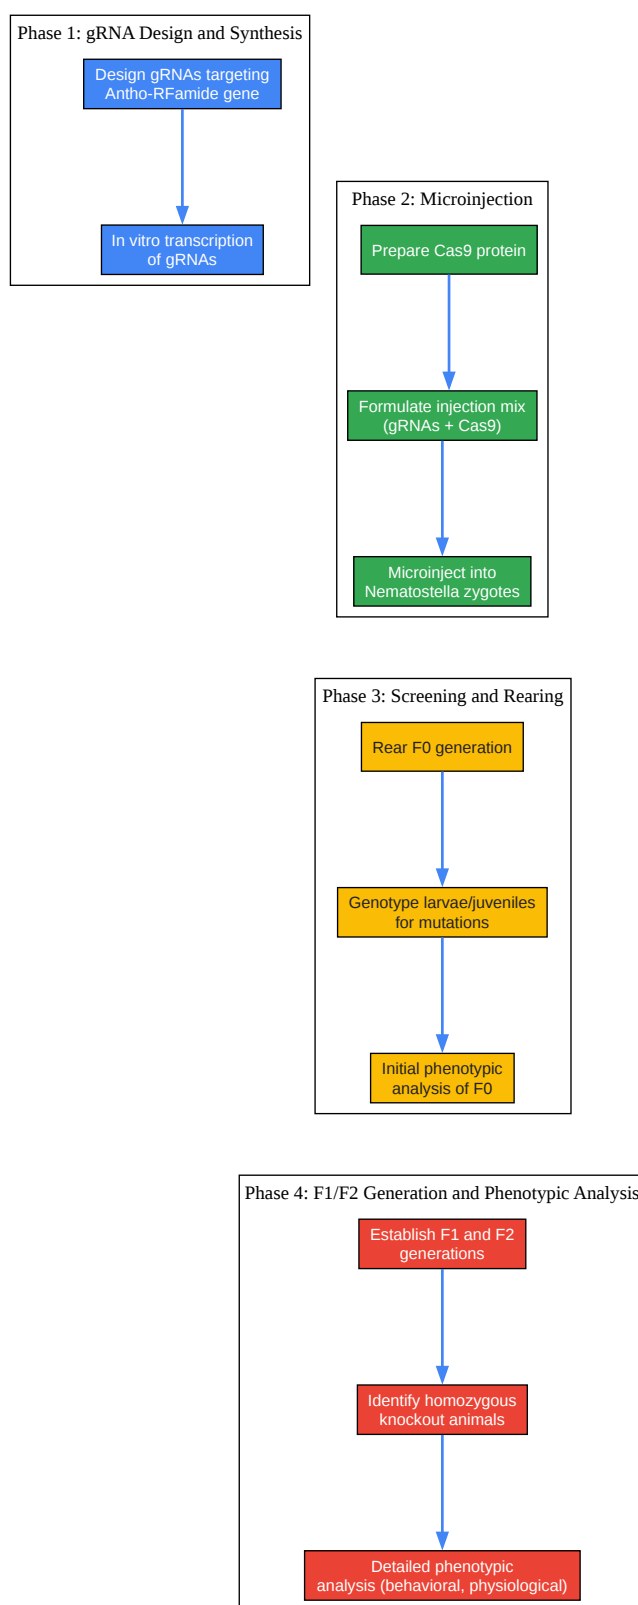 Phase 1: gRNA Design and Synthesis
Design gRNAs targeting
Antho-RFamide gene
In vitro transcription
of gRNAs
Phase 2: Microinjection
Prepare Cas9 protein
Formulate injection mix
(gRNAs + Cas9)
Microinject into
Nematostella zygotes
Phase 3: Screening and Rearing
Rear F0 generation
Genotype larvae/juveniles
for mutations
Initial phenotypic
analysis of F0
Phase 4: F1/F2 Generation and Phenotypic Analysis
Establish F1 and F2
generations
Identify homozygous
knockout animals
Detailed phenotypic
analysis (behavioral, physiological)